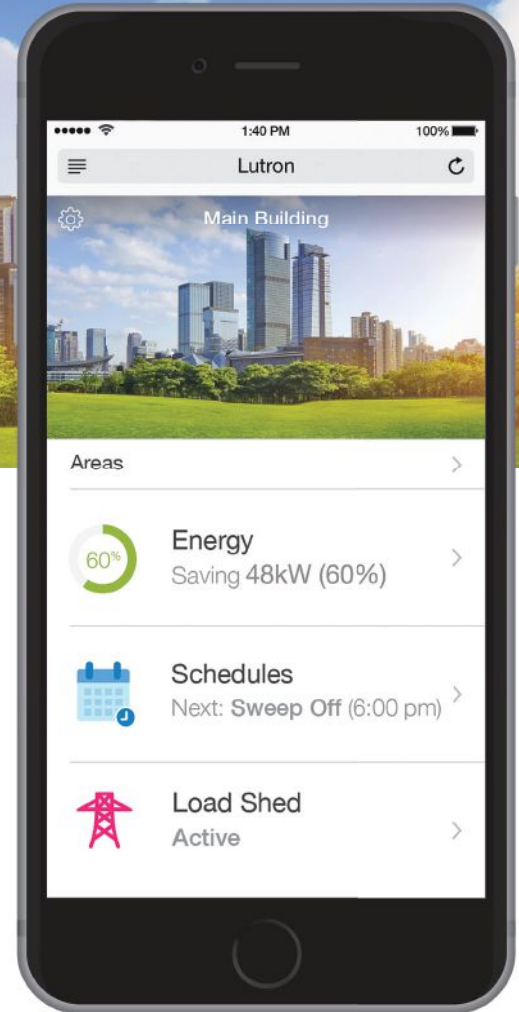 1:40 PM
100%
Lutron
Main Building
Areas
60%
Energy
Saving 48kW (60%)
Schedules
Next: Sweep Off (6:00 pm)
Load Shed
Active